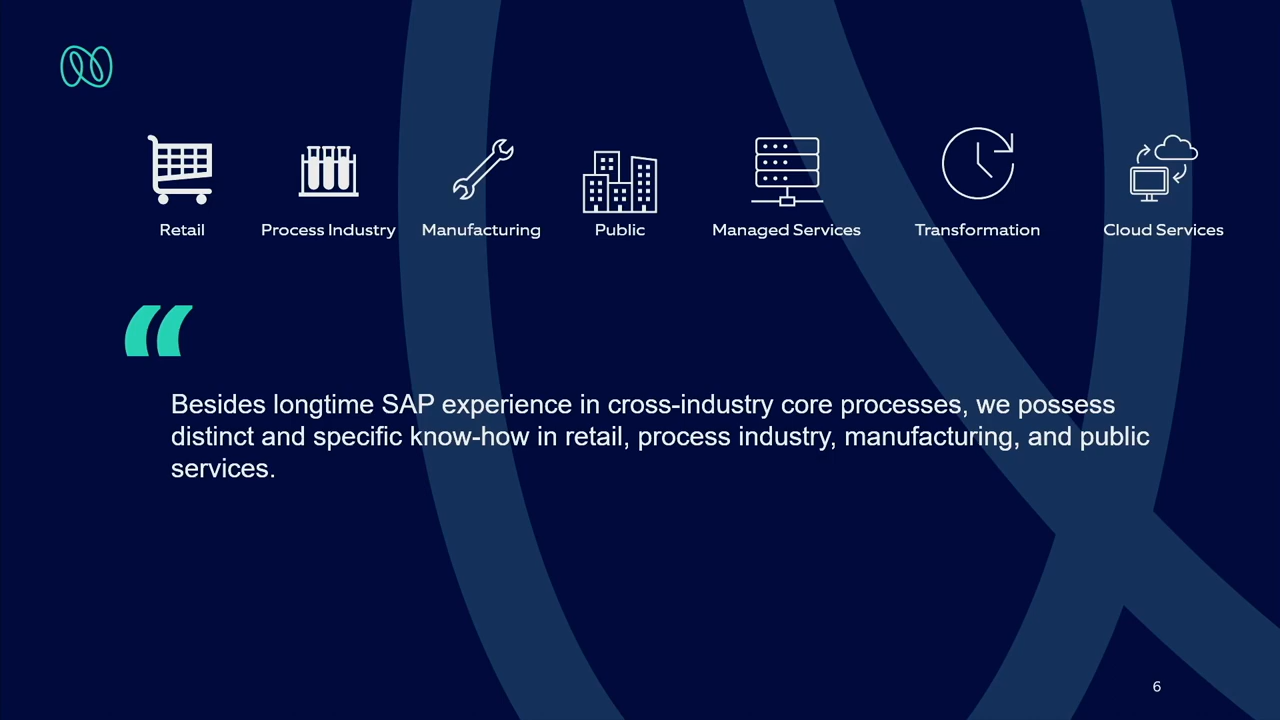 Retail
Process Industry
Manufacturing
Public
Managed Services
Transformation
Cloud Services
“
Besides longtime SAP experience in cross-industry core processes, we possess
distinct and specific know-how in retail, process industry, manufacturing, and public
services.
6